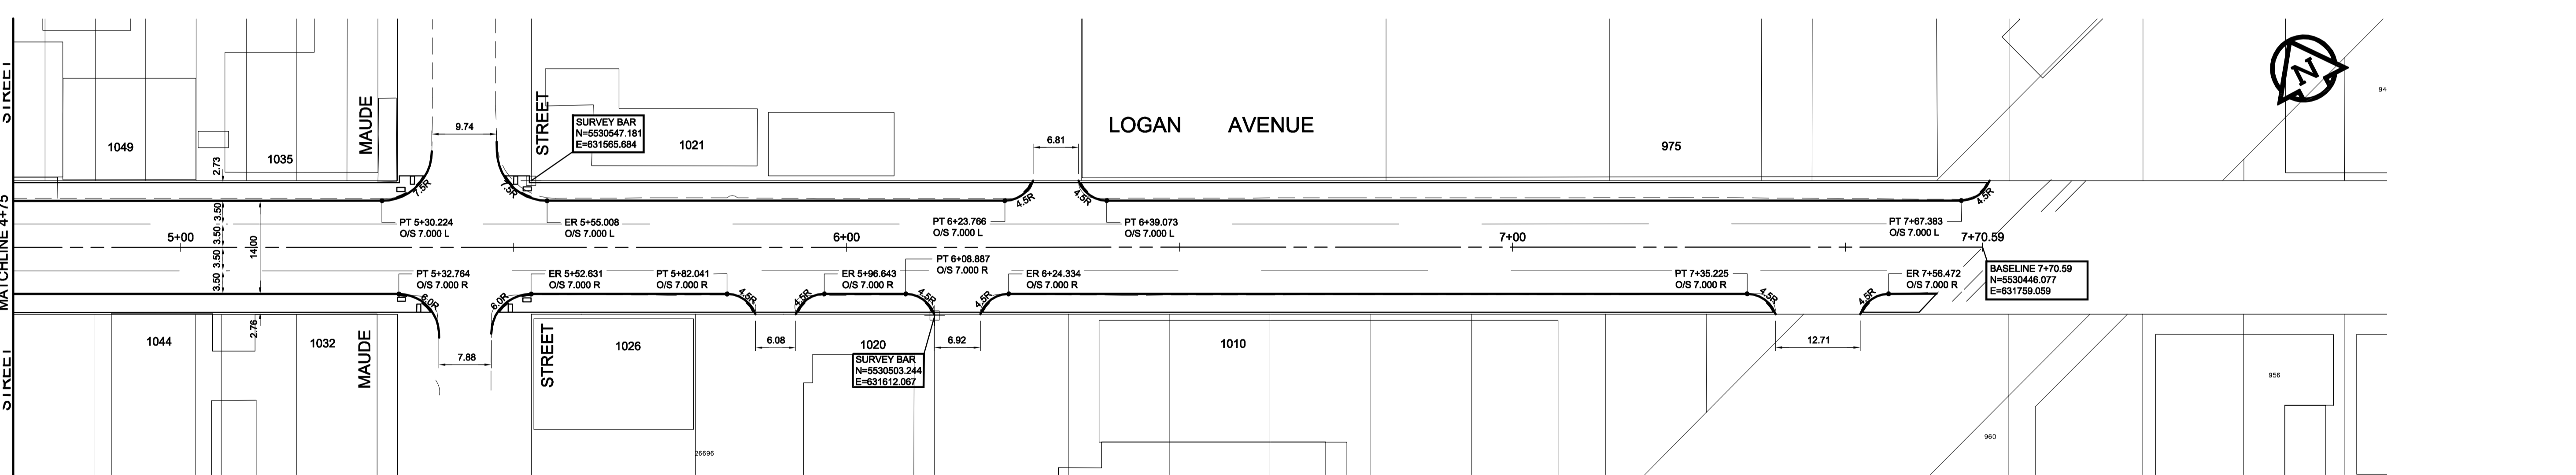 STREET
MATCHLINE 4+75
STREET
1049
1035
2.73
MAUDE
9.74
STREET
7.5R
7.5R
SURVEY BAR
N=5530547.181
E=631565.684
1021
6.81
4.5R
4.5R
LOGAN AVENUE
975
4.5R
N
94
PT 5+30.224
O/S 7.000 L
ER 5+55.008
O/S 7.000 L
PT 6+23.766
O/S 7.000 L
PT 6+39.073
O/S 7.000 L
PT 7+67.383
O/S 7.000 L
3.50
3.50
3.50
3.50
14.00
5+00
6+00
7+00
7+70.59
PT 5+32.764
O/S 7.000 R
ER 5+52.631
O/S 7.000 R
PT 5+82.041
O/S 7.000 R
ER 5+96.643
O/S 7.000 R
PT 6+08.887
O/S 7.000 R
ER 6+24.334
O/S 7.000 R
PT 7+35.225
O/S 7.000 R
ER 7+56.472
O/S 7.000 R
BASELINE 7+70.59
N=5530446.077
E=631759.059
6.0R
6.0R
4.5R
4.5R
4.5R
4.5R
4.5R
4.5R
2.76
1044
1032
MAUDE
7.88
STREET
1026
6.08
1020
6.92
SURVEY BAR
N=5530503.244
E=631612.067
1010
12.71
956
960
26696